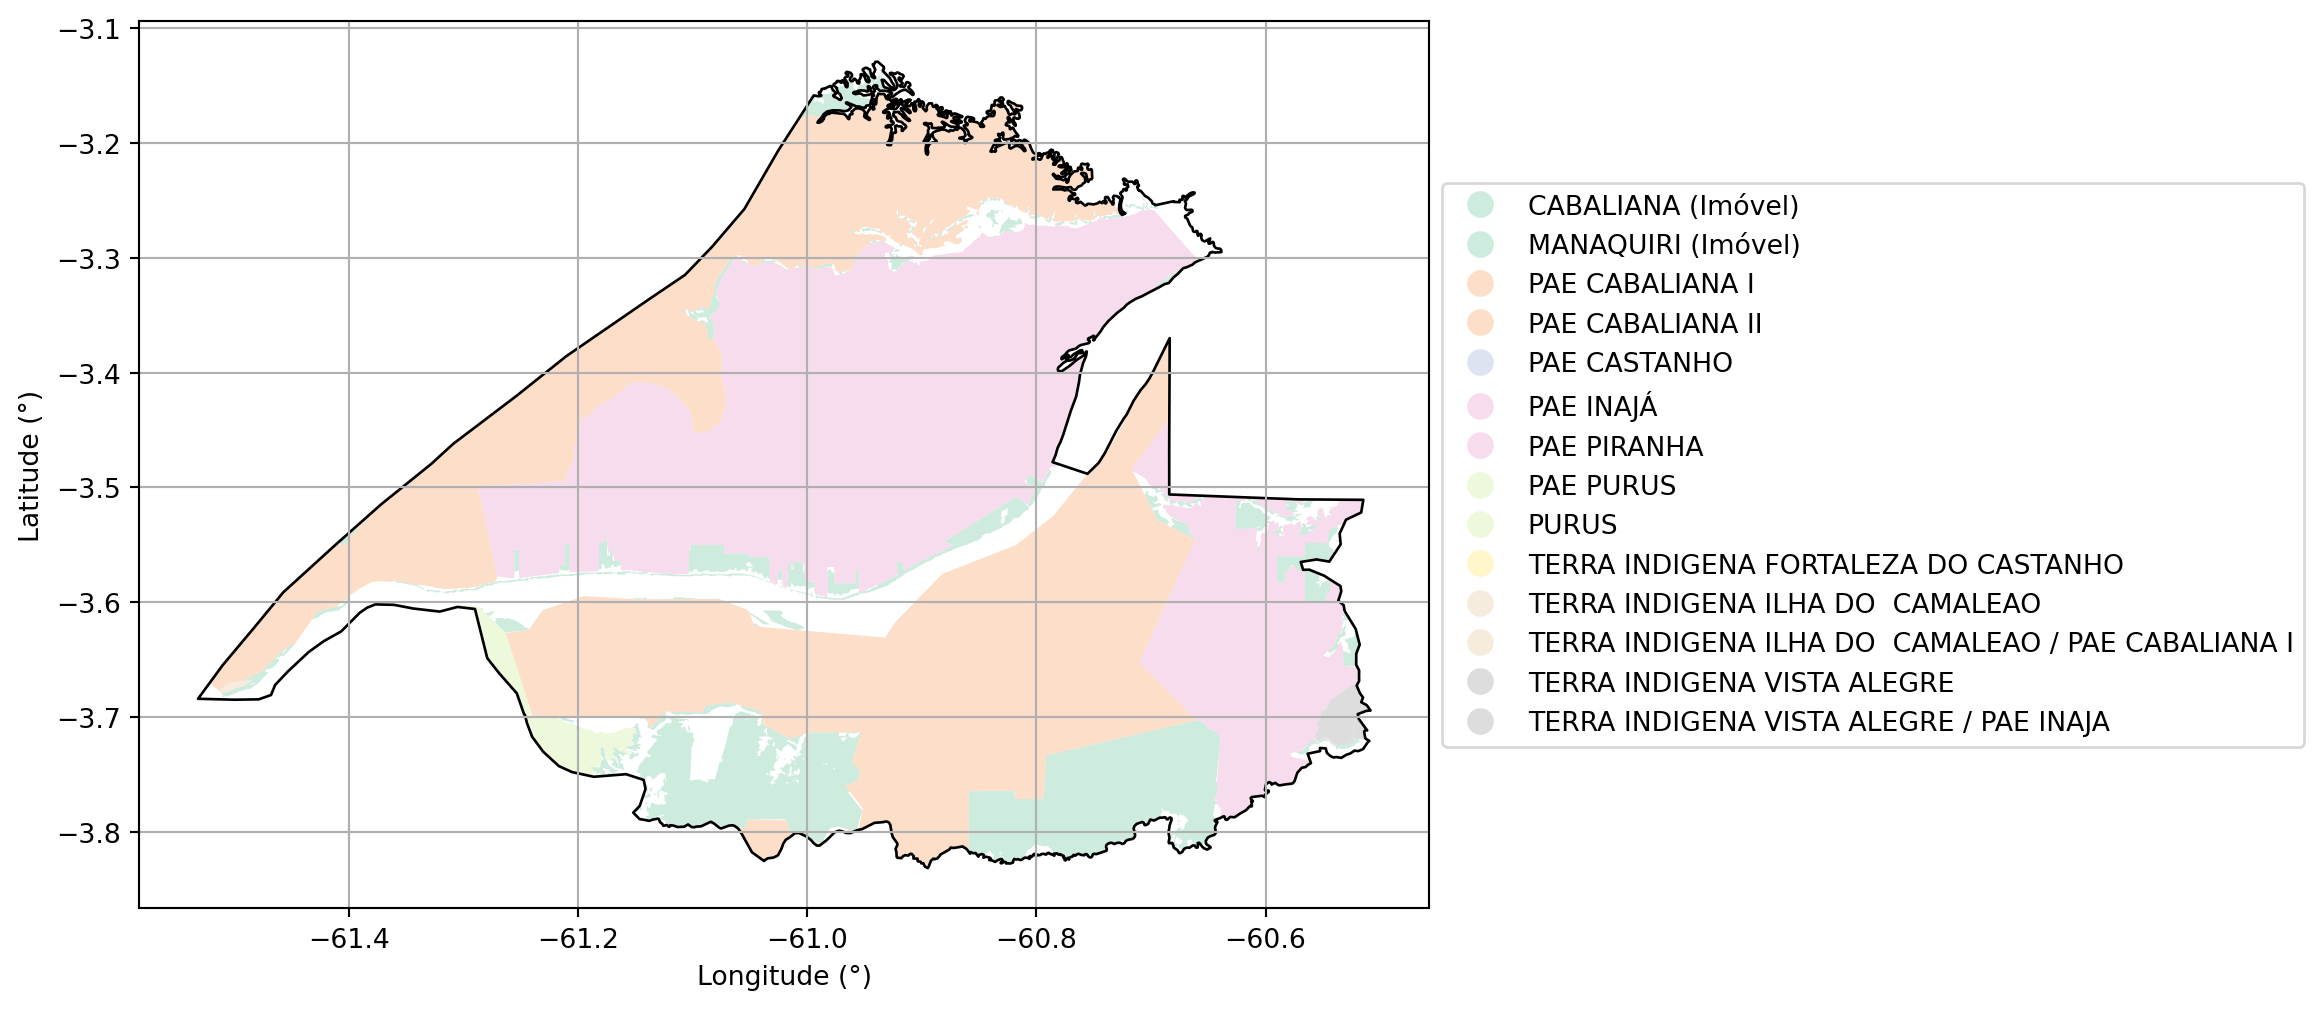 −3.1
−3.2
−3.3
−3.4
−3.5
−3.6
−3.7
−3.8
Latitude (°)
−61.4
−61.2
−61.0
−60.8
−60.6
Longitude (°)
CABALIANA (Imóvel)
MANAQUIRI (Imóvel)
PAE CABALIANA I
PAE CABALIANA II
PAE CASTANHO
PAE INAJÁ
PAE PIRANHA
PAE PURUS
PURUS
TERRA INDIGENA FORTALEZA DO CASTANHO
TERRA INDIGENA ILHA DO  CAMALEAO
TERRA INDIGENA ILHA DO  CAMALEAO / PAE CABALIANA I
TERRA INDIGENA VISTA ALEGRE
TERRA INDIGENA VISTA ALEGRE / PAE INAJA